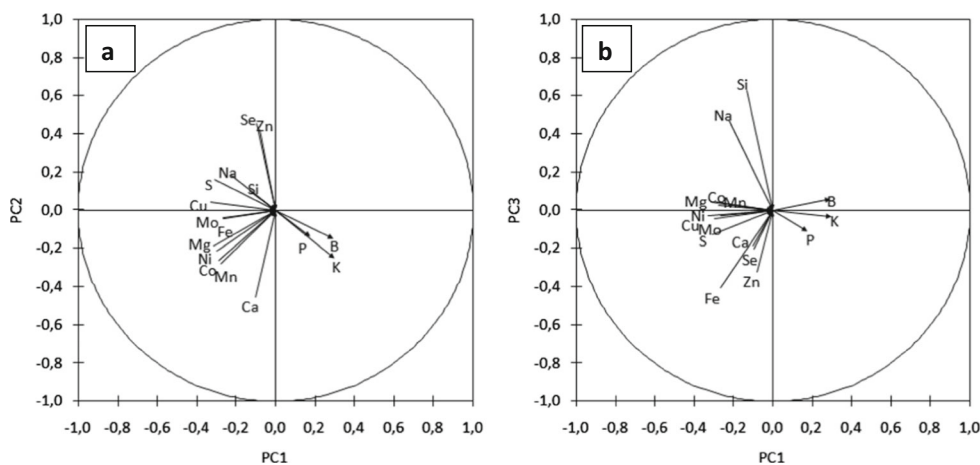 a
1,0
0,8
0,6
0,4
0,2
0,0
-0,2
-0,4
-0,6
-0,8
-1,0
PC2
Se Zn
Na
S
Si
Cu
Mo
Fe
Mg
Ni
Co Mn
Ca
P
B
K
-1,0 -0,8 -0,6 -0,4 -0,2 0,0 0,2 0,4 0,6 0,8 1,0
PC1
b
1,0
0,8
0,6
0,4
0,2
0,0
-0,2
-0,4
-0,6
-0,8
-1,0
PC3
Si
Na
Mg Co Mn
Ni
Cu Mo
S
Ca
Se
Zn
Fe
B
K
P
-1,0 -0,8 -0,6 -0,4 -0,2 0,0 0,2 0,4 0,6 0,8 1,0
PC1